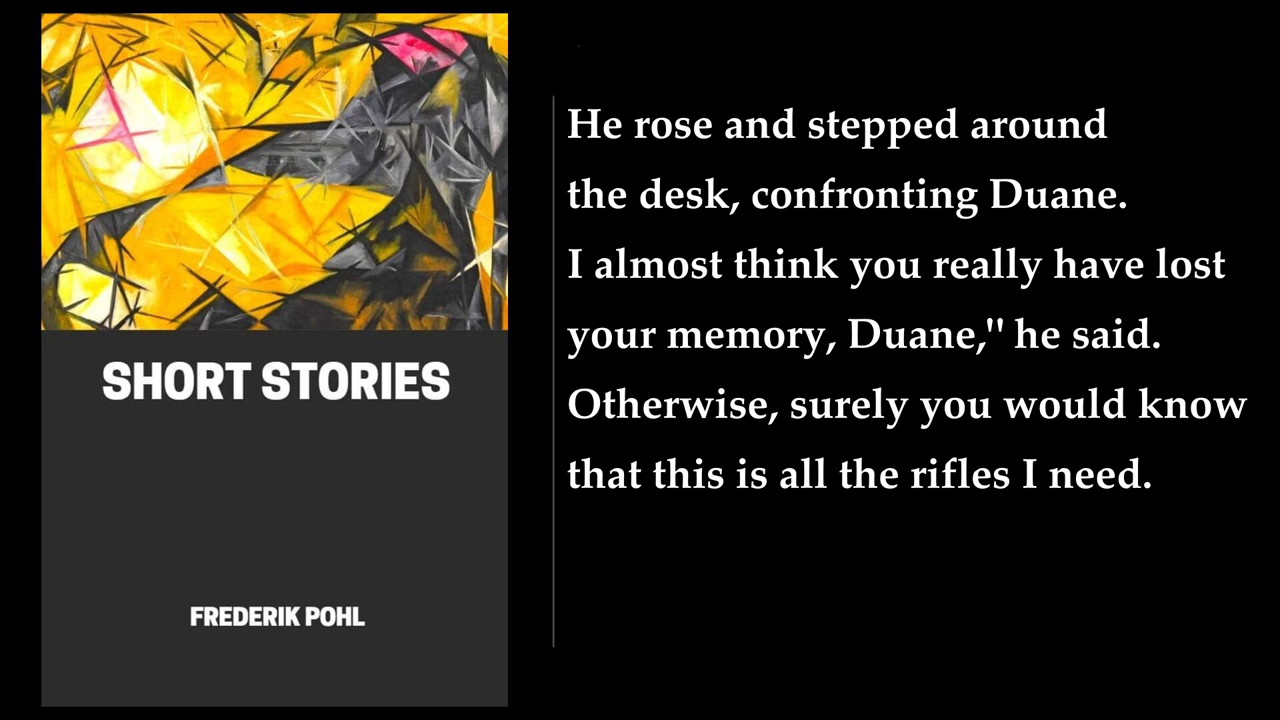 SHORT STORIES
FREDERIK POHL
He rose and stepped around
the desk, confronting Duane.
I almost think you really have lost
your memory, Duane," he said.
Otherwise, surely you would know
that this is all the rifles I need.